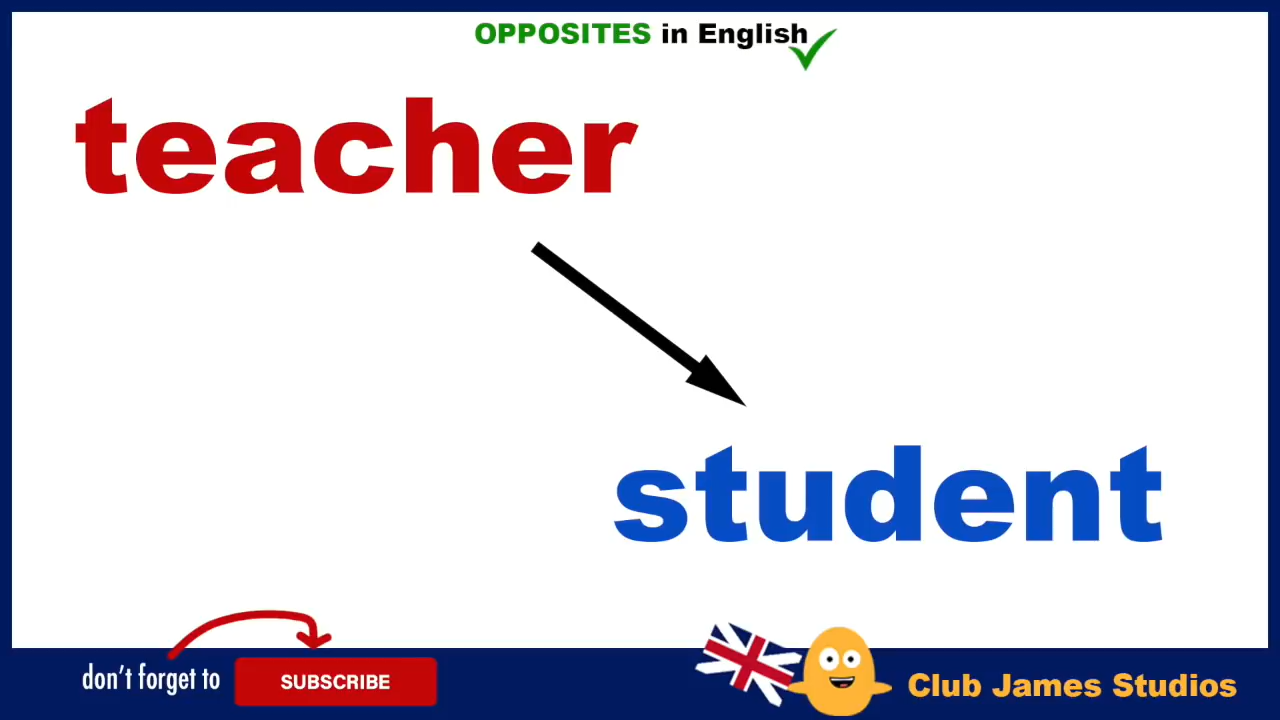 OPPOSITES in English
teacher
student
don't forget to SUBSCRIBE
Club James Studios